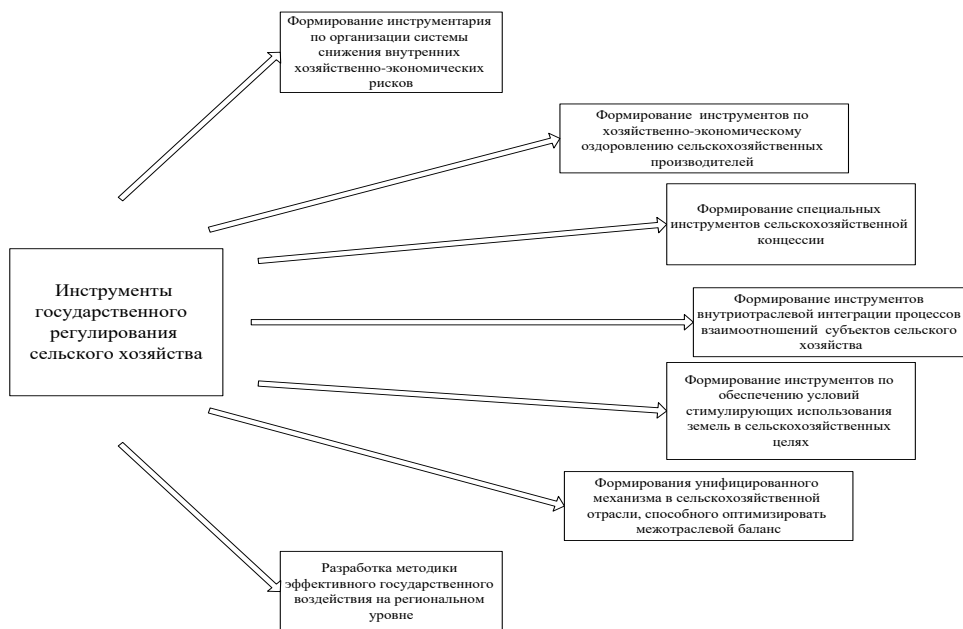 Формирование инструментария
по организации системы
снижения внутренних
хозяйственно-экономических
рисков
Формирование инструментов по
хозяйственно-экономическому
оздоровлению сельскохозяйственных
производителей
Формирование специальных
инструментов сельскохозяйственной
концессии
Инструменты
государственного
регулирования
сельского хозяйства
Формирование инструментов
внутриотраслевой интеграции процессов
взаимоотношений субъектов сельского
хозяйства
Формирование инструментов по
обеспечению условий
стимулирующих использования
земель в сельскохозяйственных
целях
Формирования унифицированного
механизма в сельскохозяйственной
отрасли, способного оптимизировать
межотраслевой баланс
Разработка методики
эффективного государственного
воздействия на региональном
уровне